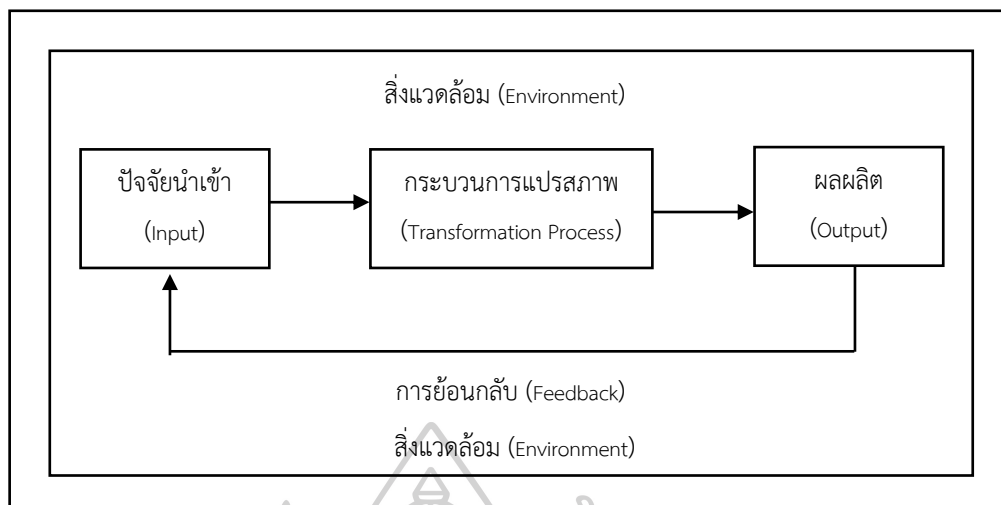 สิ่งแวดล้อม (Environment)
ปัจจัยนำเข้า
(Input)
กระบวนการแปรสภาพ
(Transformation Process)
ผลผลิต
(Output)
การย้อนกลับ (Feedback)
สิ่งแวดล้อม (Environment)